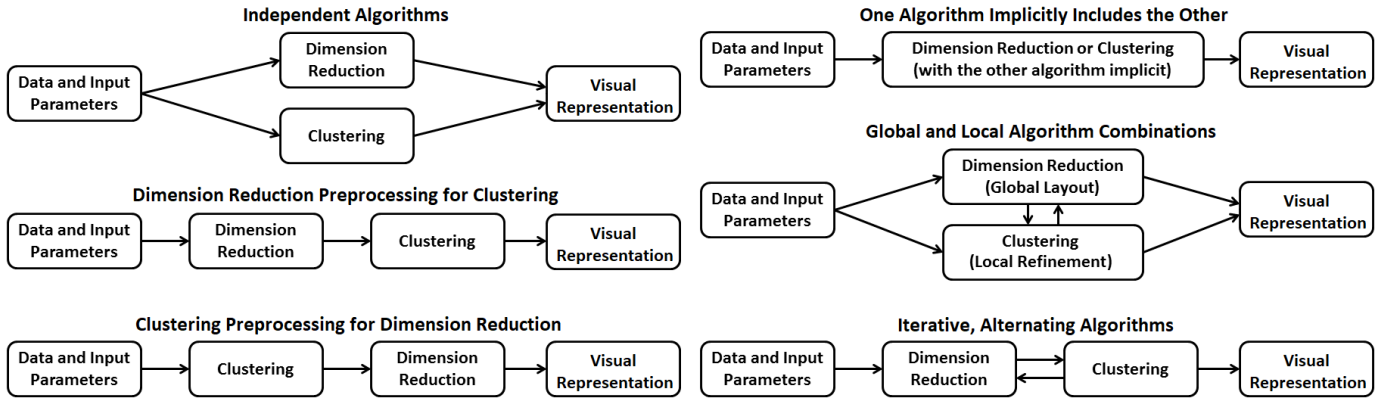 Independent Algorithms
Data and Input
Parameters
Dimension
Reduction
Clustering
Visual
Representation
Dimension Reduction Preprocessing for Clustering
Data and Input
Parameters
Dimension
Reduction
Clustering
Visual
Representation
Clustering Preprocessing for Dimension Reduction
Data and Input
Parameters
Clustering
Dimension
Reduction
Visual
Representation
One Algorithm Implicitly Includes the Other
Data and Input
Parameters
Dimension Reduction or Clustering
(with the other algorithm implicit)
Visual
Representation
Global and Local Algorithm Combinations
Data and Input
Parameters
Dimension Reduction
(Global Layout)
Clustering
(Local Refinement)
Visual
Representation
Iterative, Alternating Algorithms
Data and Input
Parameters
Dimension
Reduction
Clustering
Visual
Representation